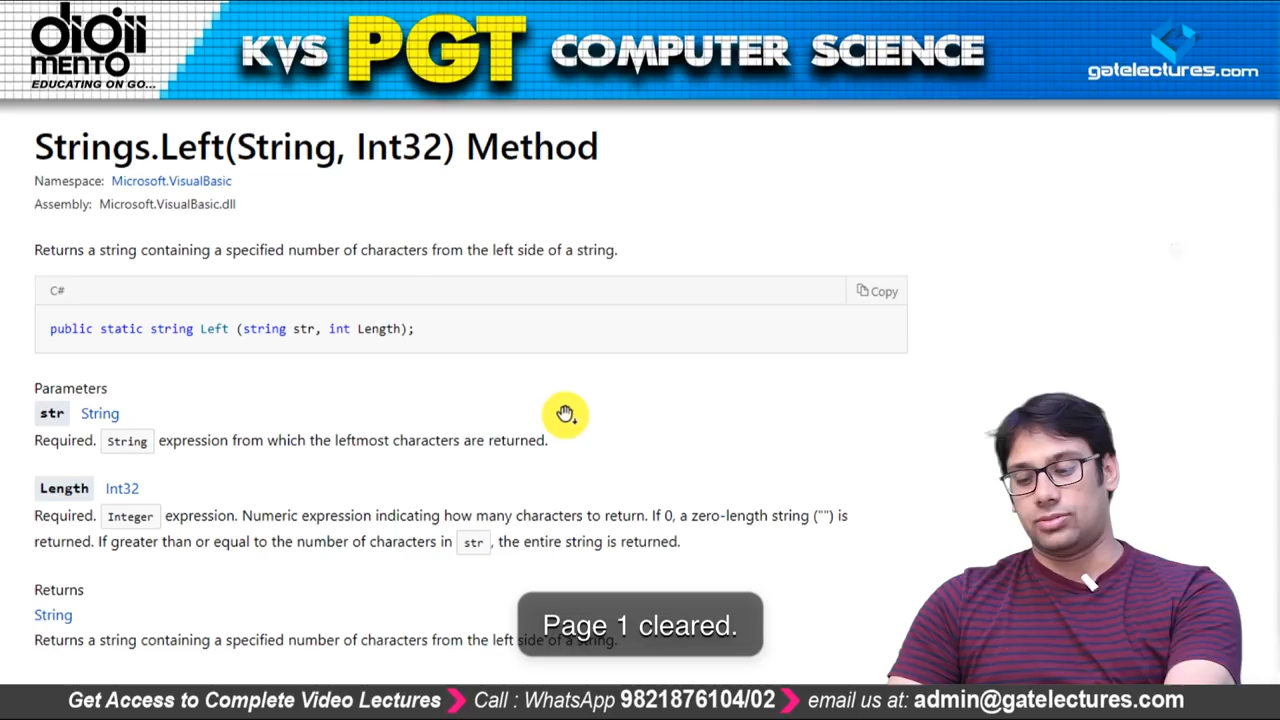 digii
MENTO
EDUCATING ON GO...
KVS PGT COMPUTER SCIENCE
gatelectures.com
Strings.Left(String, Int32) Method
Namespace: Microsoft.VisualBasic
Assembly: Microsoft.VisualBasic.dll
Returns a string containing a specified number of characters from the left side of a string.
C#
Copy
public static string Left (string str, int Length);
Parameters
str String
Required. String expression from which the leftmost characters are returned.
Length Int32
Required. Integer expression. Numeric expression indicating how many characters to return. If 0, a zero-length string ("") is
returned. If greater than or equal to the number of characters in str, the entire string is returned.
Returns
String
Page 1 cleared.
Returns a string containing a specified number of characters from the left side of a string.
Get Access to Complete Video Lectures Call : WhatsApp 9821876104/02 email us at: admin@gatelectures.com